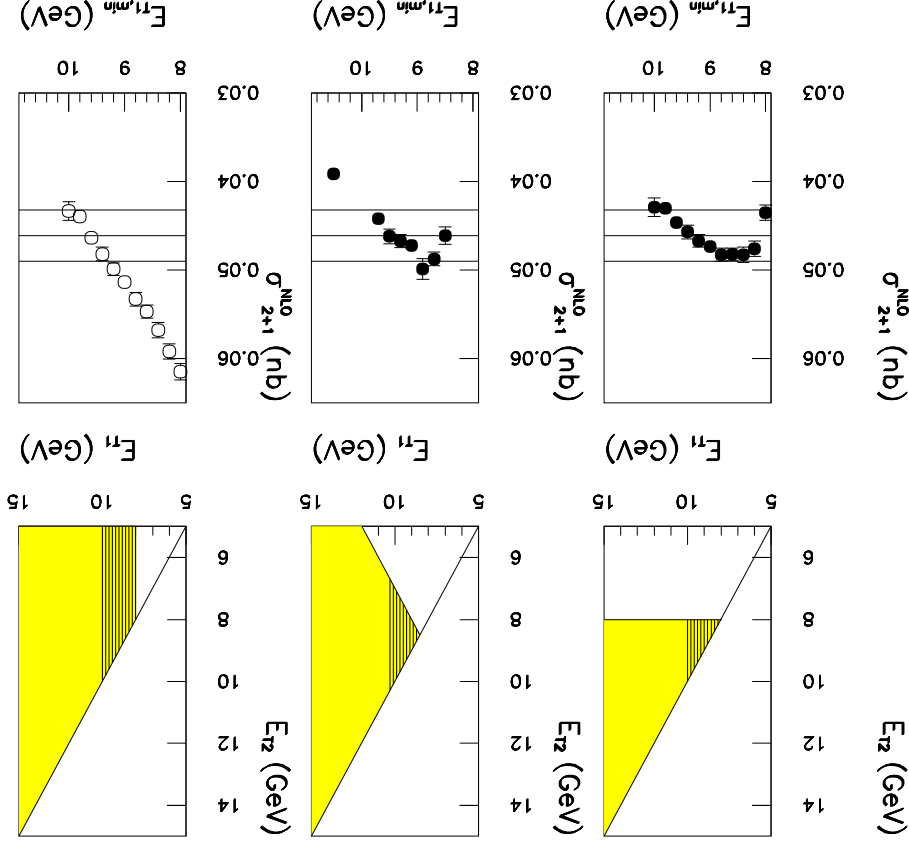 E_T2 (GeV)
14
12
10
8
6
5 10 15
E_T1 (GeV)
E_T2 (GeV)
14
12
10
8
6
5 10 15
E_T1 (GeV)
E_T2 (GeV)
14
12
10
8
6
5 10 15
E_T1 (GeV)
σ^NLO_2+1 (nb)
0.06
0.05
0.04
0.03
8 9 10
E_T1,min (GeV)
σ^NLO_2+1 (nb)
0.06
0.05
0.04
0.03
8 9 10
E_T1,min (GeV)
σ^NLO_2+1 (nb)
0.06
0.05
0.04
0.03
8 9 10
E_T1,min (GeV)